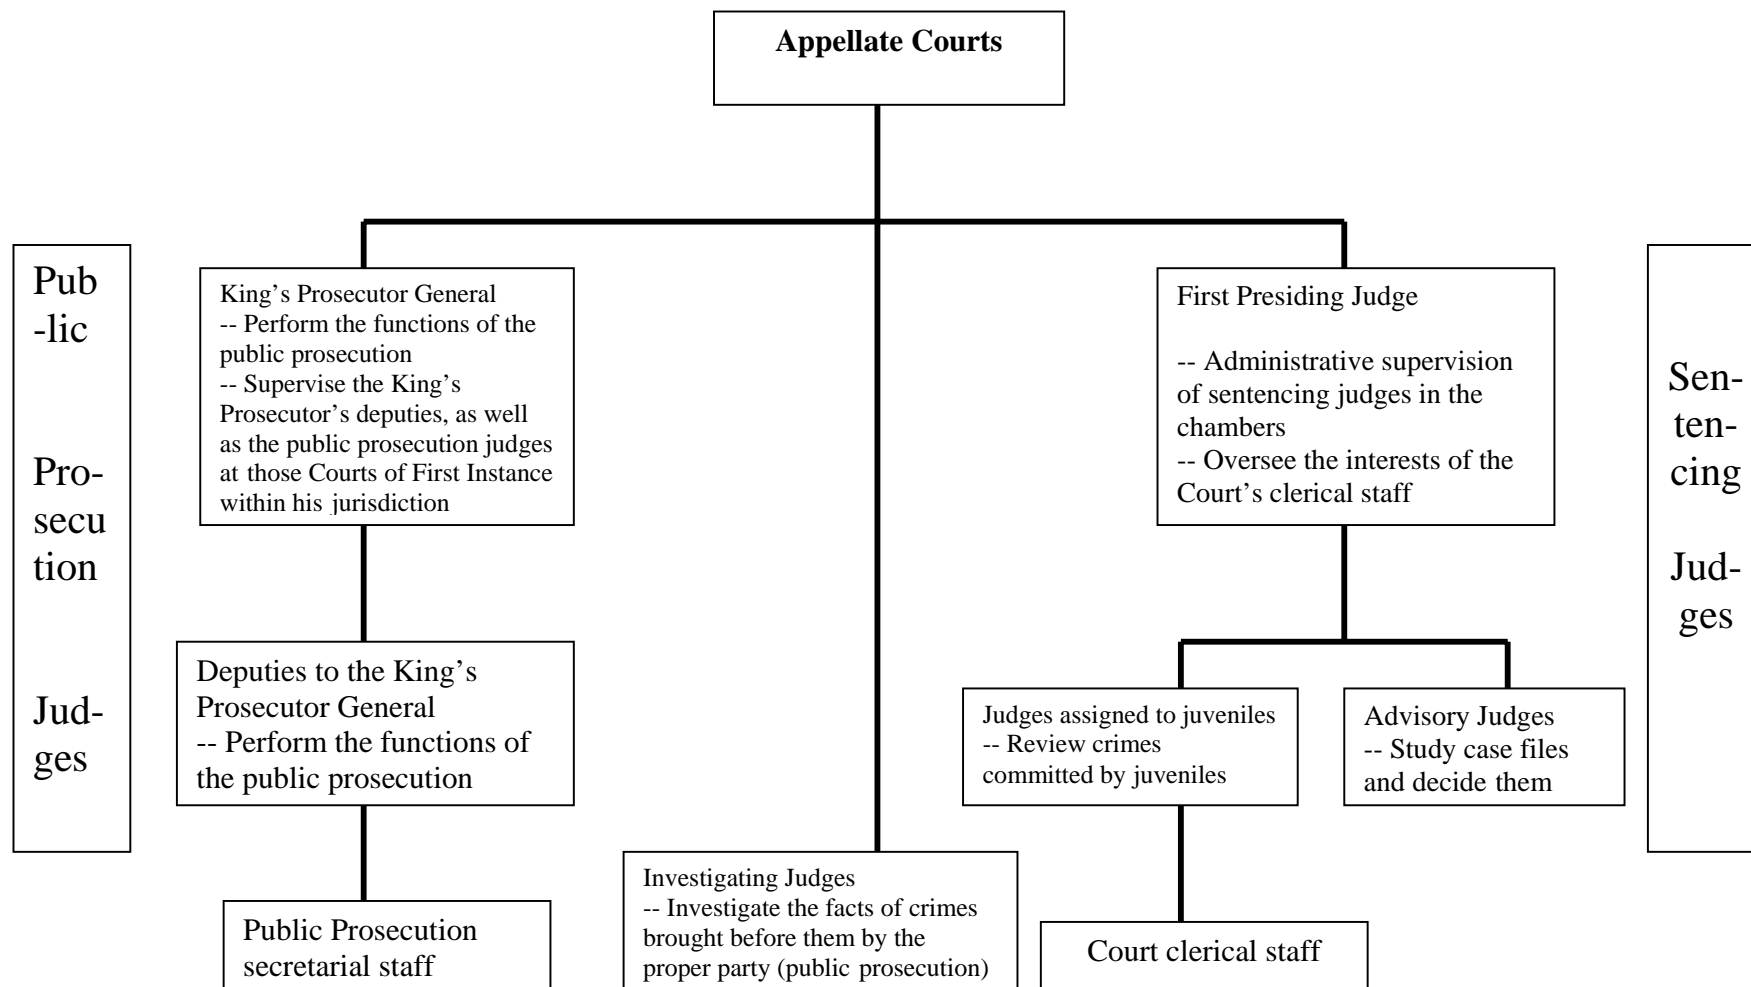 Appellate Courts
Pub
-lic
Pro-
secu
tion
Jud-
ges
King’s Prosecutor General
-- Perform the functions of the
public prosecution
-- Supervise the King’s
Prosecutor’s deputies, as well
as the public prosecution judges
at those Courts of First Instance
within his jurisdiction
First Presiding Judge
-- Administrative supervision
of sentencing judges in the
chambers
-- Oversee the interests of the
Court’s clerical staff
Sen-
ten-
cing
Jud-
ges
Deputies to the King’s
Prosecutor General
-- Perform the functions of
the public prosecution
Judges assigned to juveniles
-- Review crimes
committed by juveniles
Advisory Judges
-- Study case files
and decide them
Public Prosecution
secretarial staff
Investigating Judges
-- Investigate the facts of crimes
brought before them by the
proper party (public prosecution)
Court clerical staff